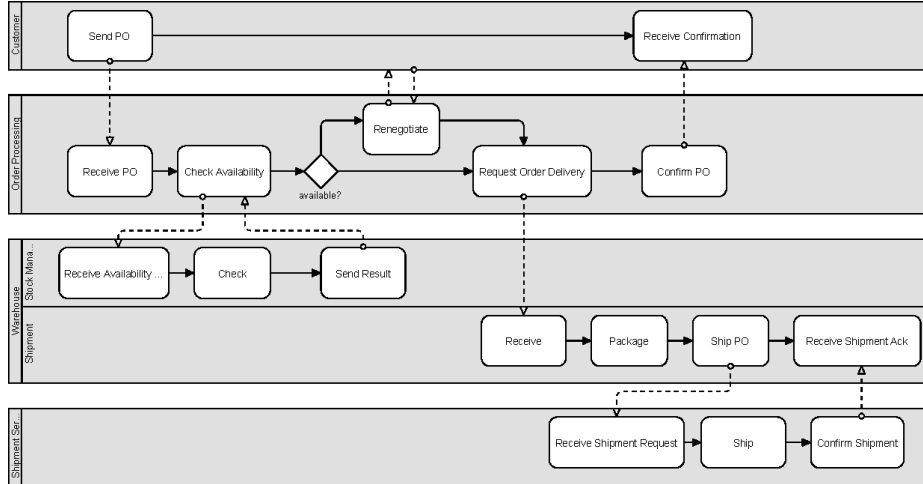 Customer
Send PO
Receive Confirmation
Order Processing
Renegotiate
Receive PO
Check Availability
Request Order Delivery
Confirm PO
available?
Warehouse
Stock Mana...
Receive Availability ...
Check
Send Result
Shipment
Receive
Package
Ship PO
Receive Shipment Ack
Shipment Ser...
Receive Shipment Request
Ship
Confirm Shipment